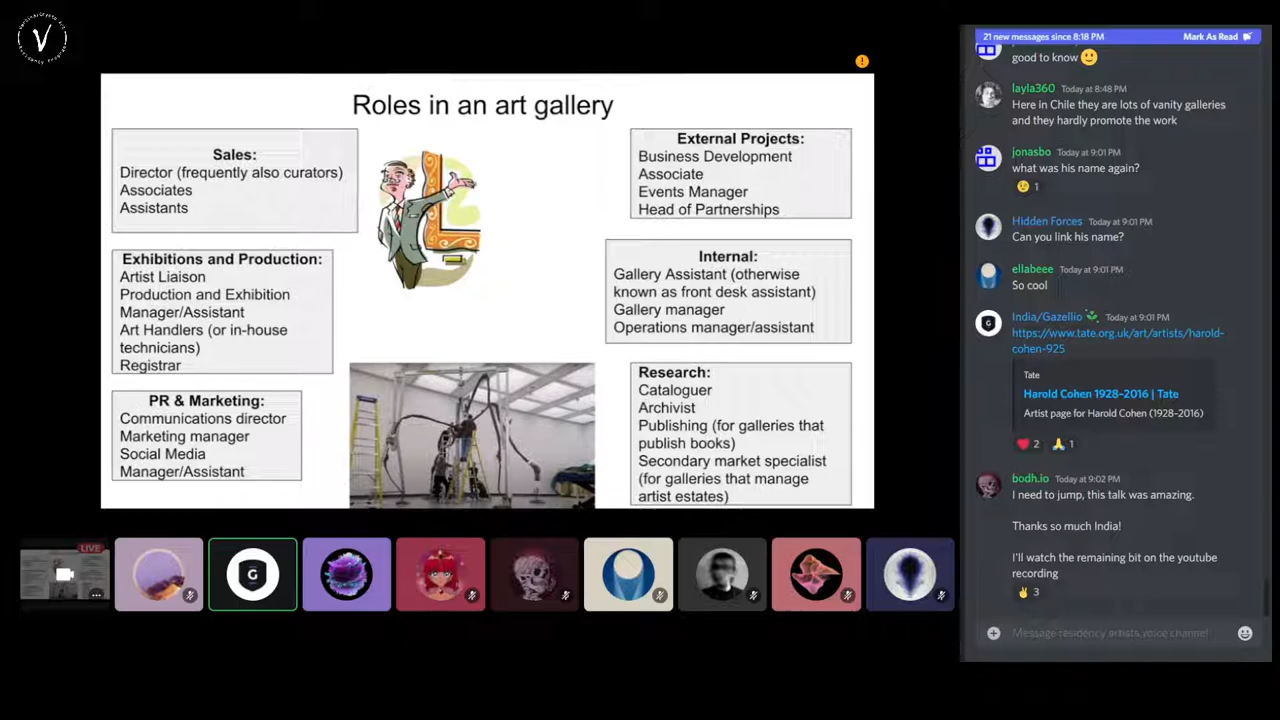 V
Roles in an art gallery
Sales:
Director (frequently also curators)
Associates
Assistants
External Projects:
Business Development
Associate
Events Manager
Head of Partnerships
Exhibitions and Production:
Artist Liaison
Production and Exhibition
Manager/Assistant
Art Handlers (or in-house
technicians)
Registrar
Internal:
Gallery Assistant (otherwise
known as front desk assistant)
Gallery manager
Operations manager/assistant
PR & Marketing:
Communications director
Marketing manager
Social Media
Manager/Assistant
Research:
Cataloguer
Archivist
Publishing (for galleries that
publish books)
Secondary market specialist
(for galleries that manage
artist estates)
LIVE
G
21 new messages since 8:18 PM
Mark As Read
good to know
layla360 Today at 8:48 PM
Here in Chile they are lots of vanity galleries
and they hardly promote the work
jonasbo Today at 9:01 PM
what was his name again?
1
Hidden Forces Today at 9:01 PM
Can you link his name?
ellabeee Today at 9:01 PM
So cool
India/Gazellio Today at 9:01 PM
https://www.tate.org.uk/art/artists/harold-
cohen-925
Tate
Harold Cohen 1928-2016 | Tate
Artist page for Harold Cohen (1928-2016)
2 1
bodh.io Today at 9:02 PM
I need to jump, this talk was amazing.
Thanks so much India!
I'll watch the remaining bit on the youtube
recording
3
Message residency artists voice channel